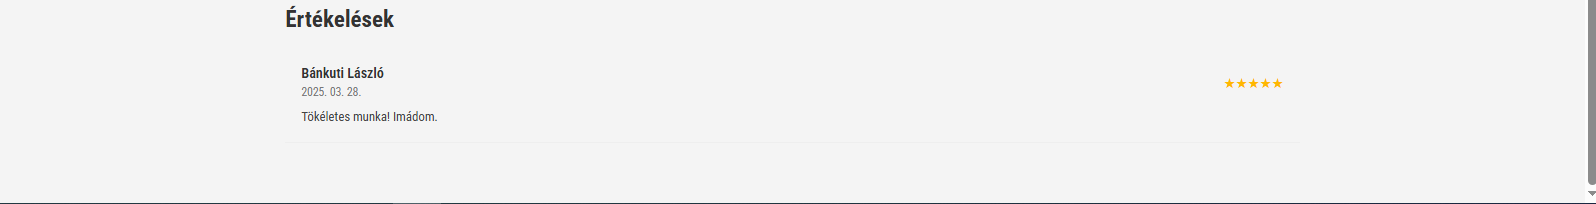 Értékelések
Bánkuti László
★★★★★
2025. 03. 28.
Tökéletes munka! Imádom.